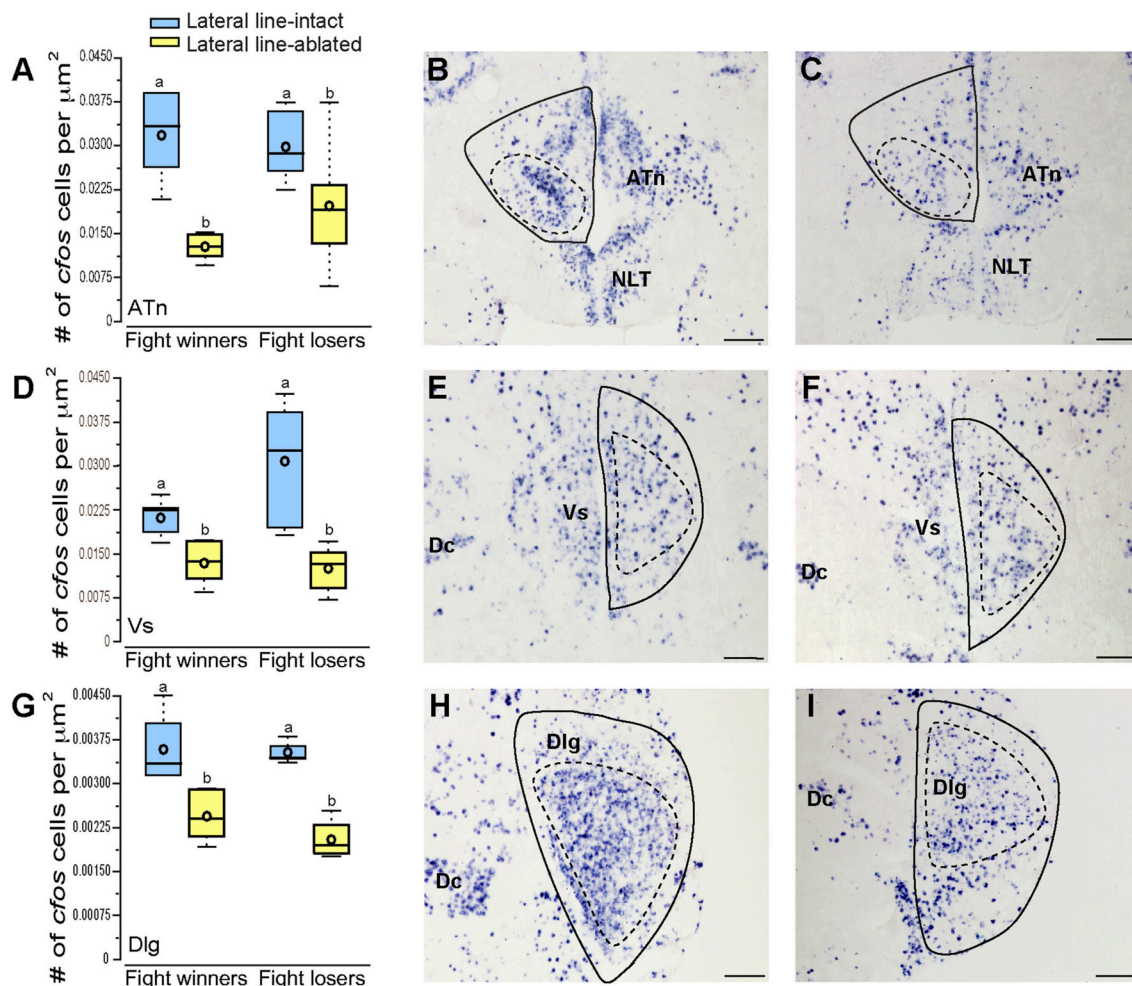 Lateral line-intact
Lateral line-ablated
A
# of cfos cells per μm²
0.0450
0.0375
0.0300
0.0225
0.0150
0.0075
0
a
b
a
b
ATn
Fight winners Fight losers
B
ATn
NLT
C
ATn
NLT
D
# of cfos cells per μm²
0.0450
0.0375
0.0300
0.0225
0.0150
0.0075
0
a
b
a
b
Vs
Fight winners Fight losers
E
Vs
Dc
F
Vs
Dc
G
# of cfos cells per μm²
0.00450
0.00375
0.00300
0.00225
0.00150
0.00075
0
a
b
a
b
Dlg
Fight winners Fight losers
H
Dlg
Dc
I
Dc
Dlg